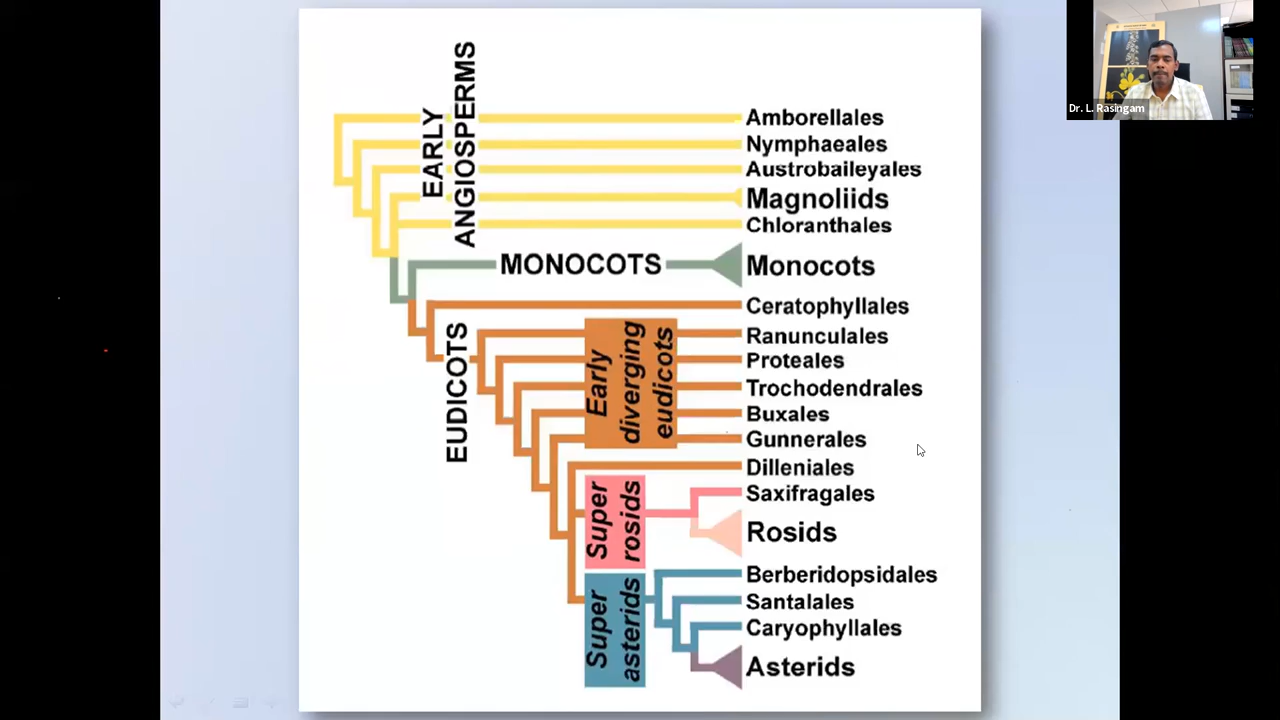 EARLY
ANGIOSPERMS
Amborellales
Nymphaeales
Austrobaileyales
Magnoliids
Chloranthales
MONOCOTS
Monocots
EUDICOTS
Ceratophyllales
Early
diverging
eudicots
Ranunculales
Proteales
Trochodendrales
Buxales
Gunnerales
Dilleniales
Super
rosids
Saxifragales
Rosids
Super
asterids
Berberidopsidales
Santalales
Caryophyllales
Asterids
Dr. L. Rasingam